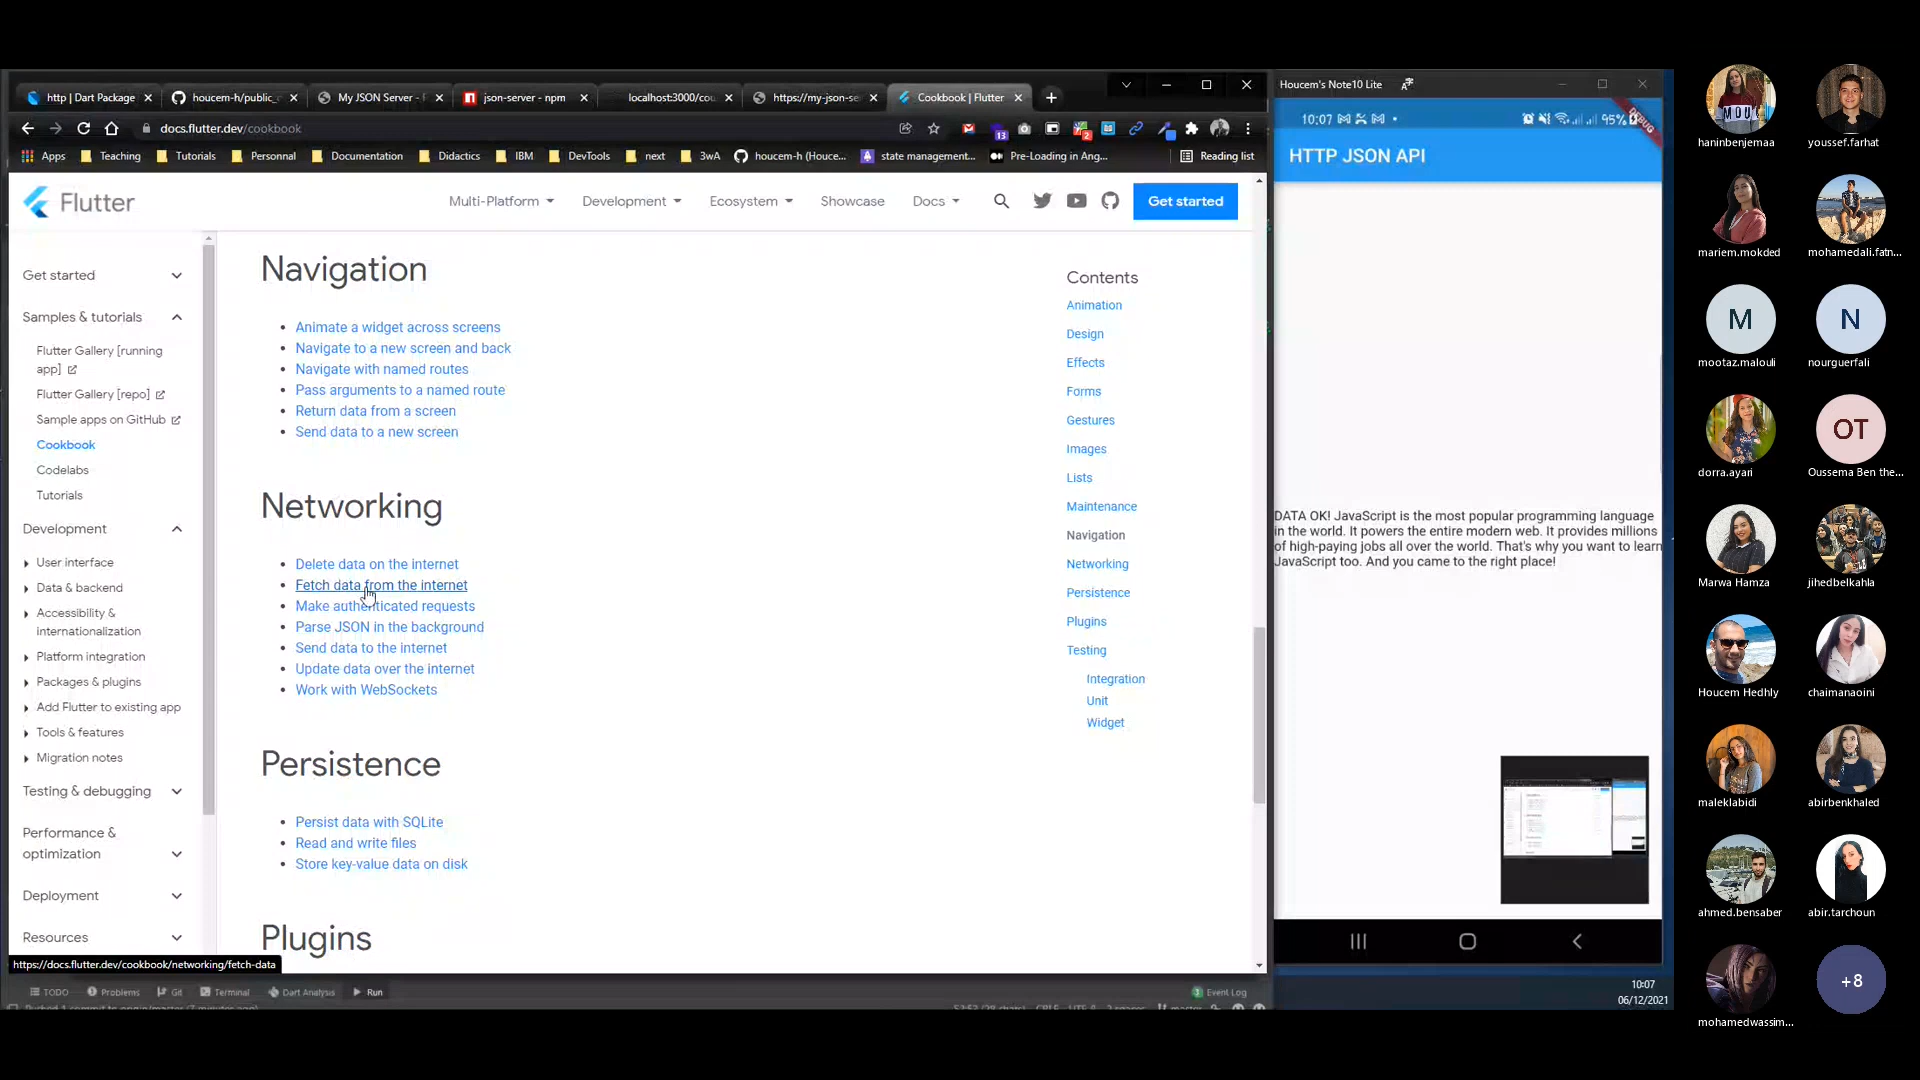 http | Dart Package
houcem-h/public_
My JSON Server -
json-server - npm
localhost:3000/cou
https://my-json-se
Cookbook | Flutter
docs.flutter.dev/cookbook
13
2
Apps
Teaching
Tutorials
Personnal
Documentation
Didactics
IBM
DevTools
next
3wA
houcem-h (Houce...
state management...
Pre-Loading in Ang...
Reading list
Flutter
Multi-Platform
Development
Ecosystem
Showcase
Docs
Get started
Get started
Samples & tutorials
Flutter Gallery [running
app]
Flutter Gallery [repo]
Sample apps on GitHub
Cookbook
Codelabs
Tutorials
Development
User interface
Data & backend
Accessibility &
internationalization
Platform integration
Packages & plugins
Add Flutter to existing app
Tools & features
Migration notes
Testing & debugging
Performance &
optimization
Deployment
Resources
https://docs.flutter.dev/cookbook/networking/fetch-data
Navigation
Animate a widget across screens
Navigate to a new screen and back
Navigate with named routes
Pass arguments to a named route
Return data from a screen
Send data to a new screen
Networking
Delete data on the internet
Fetch data from the internet
Make authenticated requests
Parse JSON in the background
Send data to the internet
Update data over the internet
Work with WebSockets
Persistence
Persist data with SQLite
Read and write files
Store key-value data on disk
Plugins
Contents
Animation
Design
Effects
Forms
Gestures
Images
Lists
Maintenance
Navigation
Networking
Persistence
Plugins
Testing
Integration
Unit
Widget
TODO
Problems
Git
Terminal
Dart Analysis
Run
Event Log
Houcem's Note10 Lite
10:07
95%
DEBUG
HTTP JSON API
DATA OK! JavaScript is the most popular programming language
in the world. It powers the entire modern web. It provides millions
of high-paying jobs all over the world. That's why you want to learn
JavaScript too. And you came to the right place!
10:07
06/12/2021
haninbenjemaa
youssef.farhat
mariem.mokded
mohamedali.fatn...
M
N
mootaz.malouli
nourguerfali
OT
dorra.ayari
Oussema Ben the...
Marwa Hamza
jihedbelkahla
Houcem Hedhly
chaimanaoini
maleklabidi
abirbenkhaled
ahmed.bensaber
abir.tarchoun
mohamedwassim...
+8